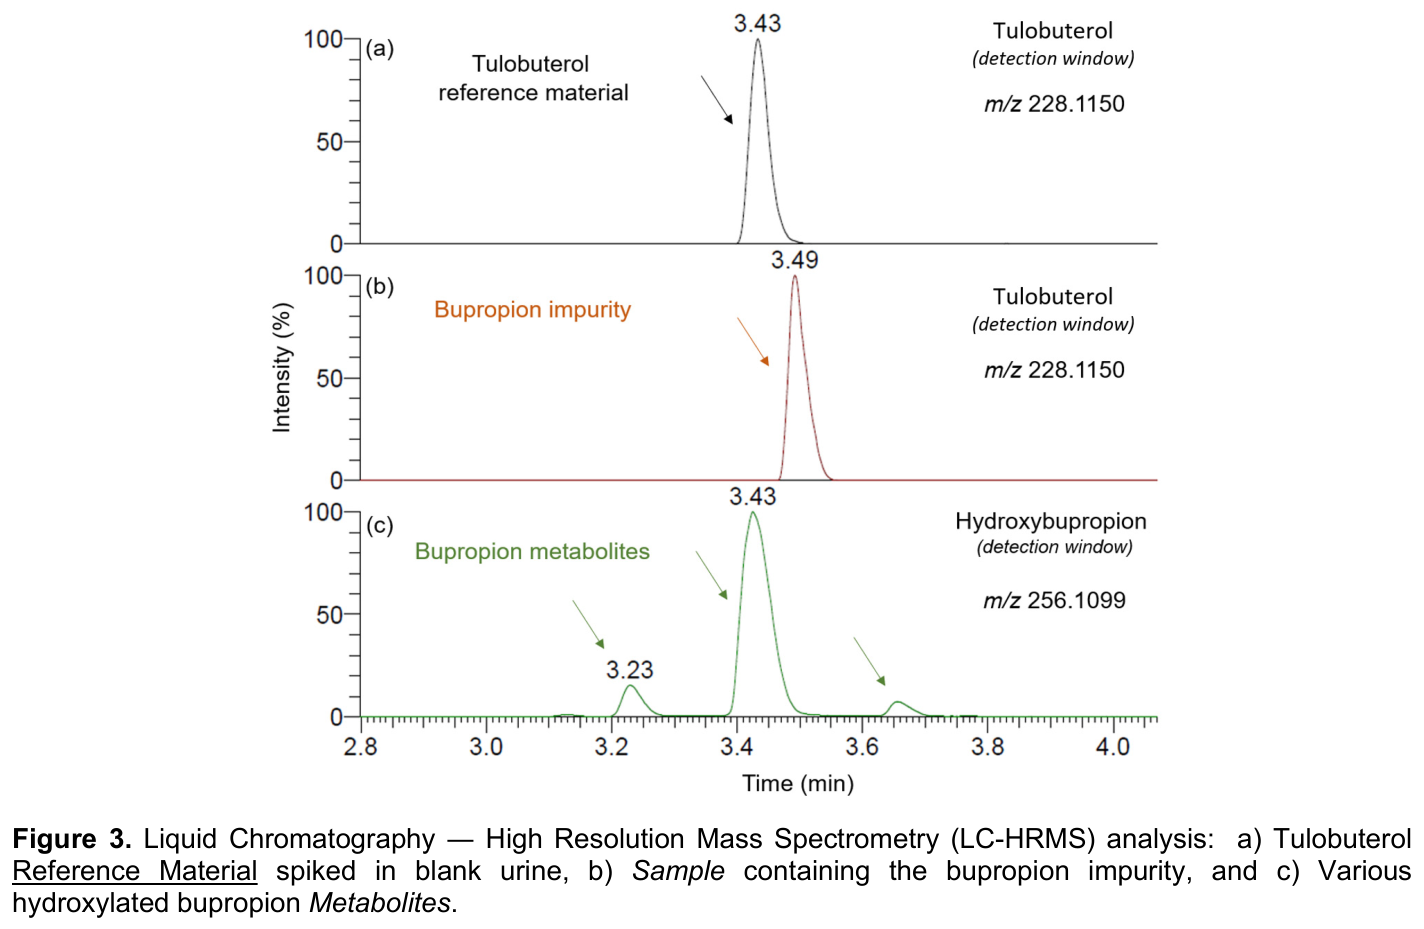 3.43
100
(a)
Tulobuterol
reference material
Tulobuterol
(detection window)
m/z 228.1150
50
0
3.49
100
(b)
Bupropion impurity
Tulobuterol
(detection window)
m/z 228.1150
50
0
Intensity (%)
3.43
100
(c)
Bupropion metabolites
Hydroxybupropion
(detection window)
m/z 256.1099
50
3.23
0
2.8 3.0 3.2 3.4 3.6 3.8 4.0
Time (min)
Figure 3. Liquid Chromatography — High Resolution Mass Spectrometry (LC-HRMS) analysis: a) Tulobuterol
Reference Material spiked in blank urine, b) Sample containing the bupropion impurity, and c) Various
hydroxylated bupropion Metabolites.